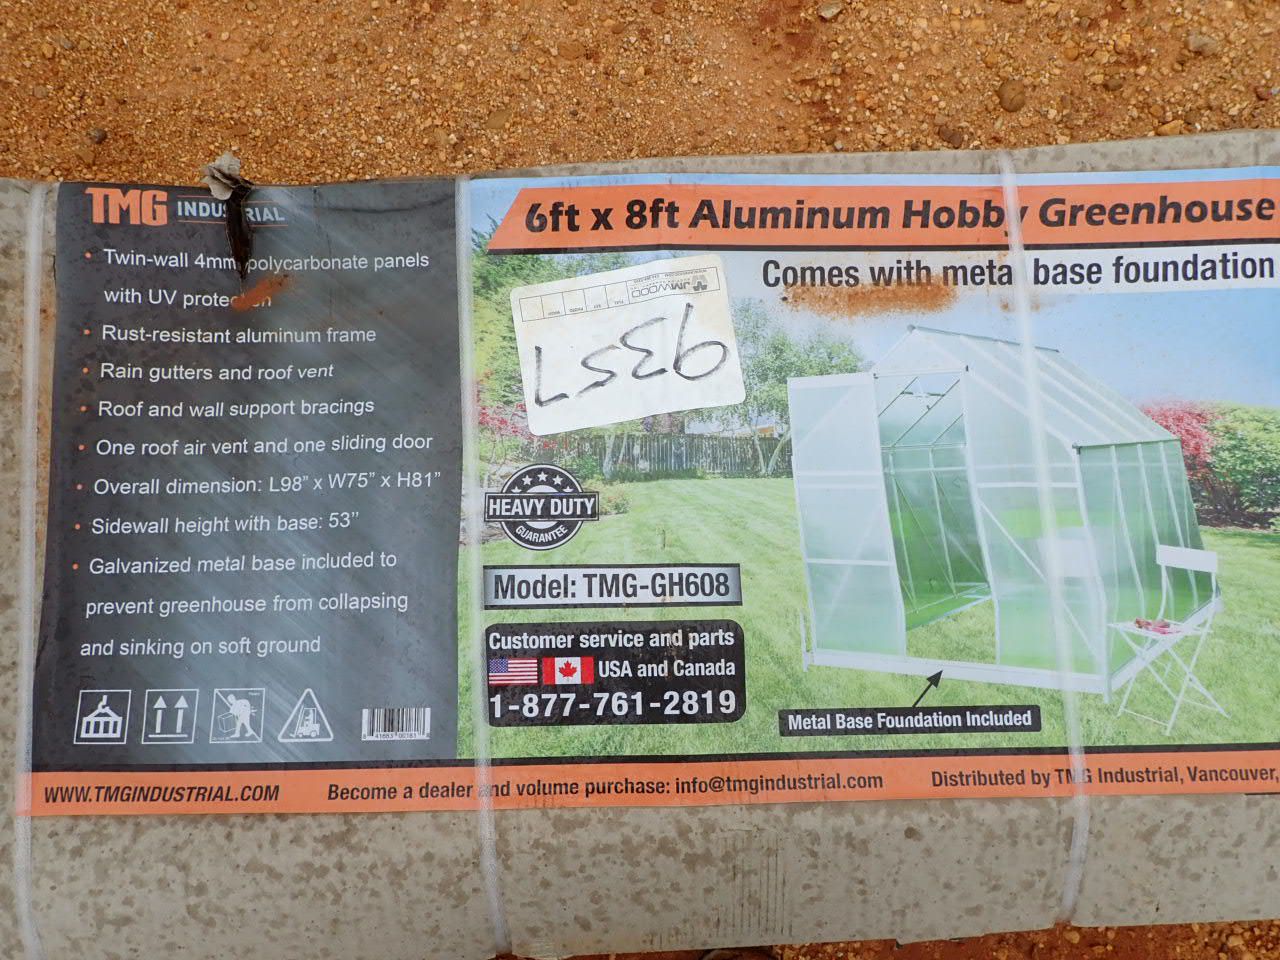 TMG INDUSTRIAL
Twin-wall 4mm polycarbonate panels
with UV protection
Rust-resistant aluminum frame
Rain gutters and roof vent
Roof and wall support bracings
One roof air vent and one sliding door
Overall dimension: L98" x W75" x H81"
Sidewall height with base: 53"
Galvanized metal base included to
prevent greenhouse from collapsing
and sinking on soft ground
6ft x 8ft Aluminum Hobby Greenhouse
Comes with metal base foundation
JMWOOD
9357
HEAVY DUTY
GUARANTEE
Model: TMG-GH608
Customer service and parts
USA and Canada
1-877-761-2819
Metal Base Foundation Included
WWW.TMGINDUSTRIAL.COM
Become a dealer and volume purchase: info@tmgindustrial.com
Distributed by TMG Industrial, Vancouver,